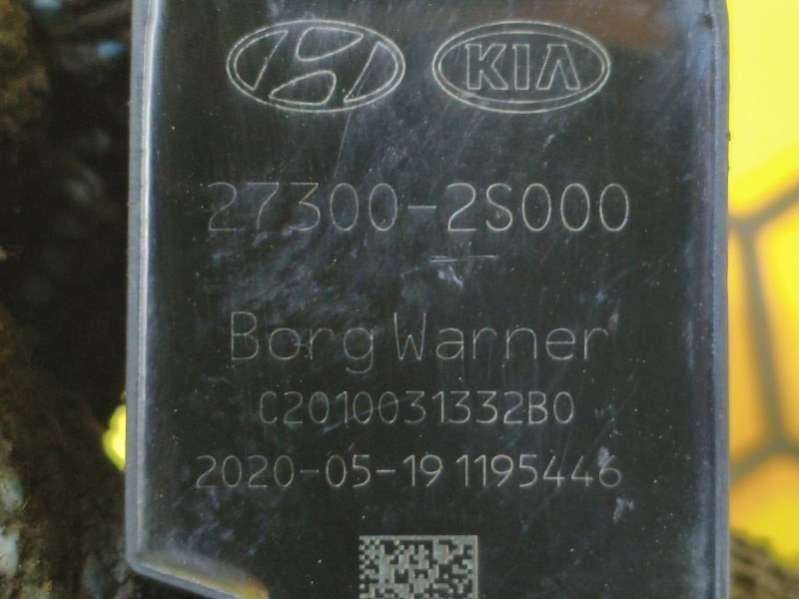 KIA
27300-2S000
Borg Warner
C2010031332B0
2020-05-19 1195446